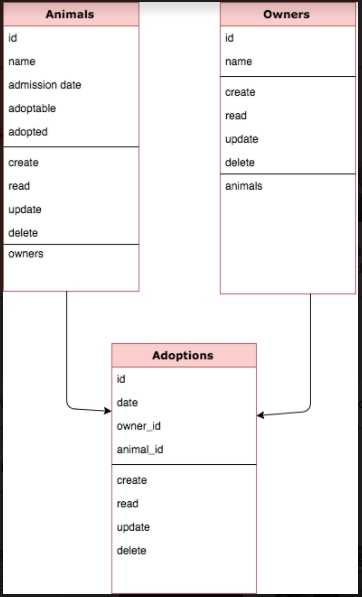 Animals
id
name
admission date
adoptable
adopted
create
read
update
delete
owners
Owners
id
name
create
read
update
delete
animals
Adoptions
id
date
owner_id
animal_id
create
read
update
delete